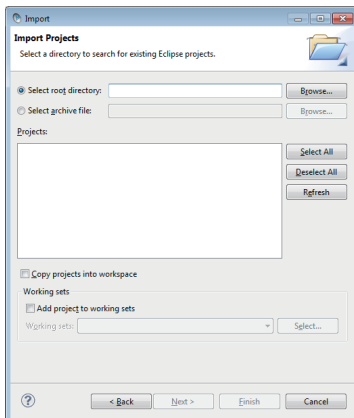 Import
Import Projects
Select a directory to search for existing Eclipse projects.
Select root directory: Browse...
Select archive file: Browse...
Projects:
Select All
Deselect All
Refresh
Copy projects into workspace
Working sets
Add project to working sets
Working sets: Select...
? < Back Next > Finish Cancel